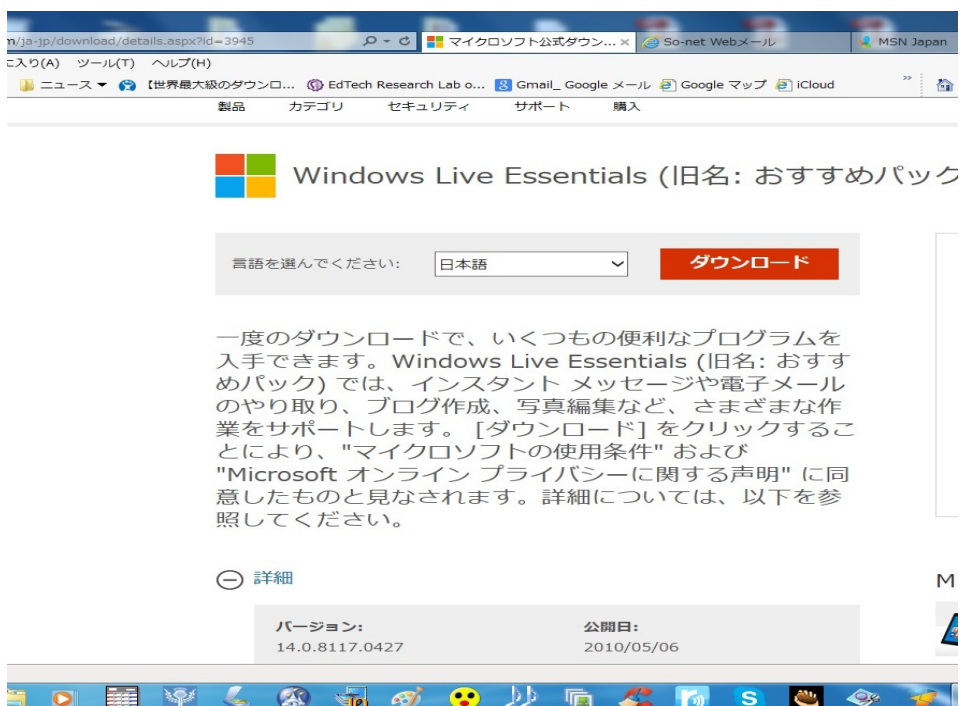 m/ja-jp/download/details.aspx?id=3945
マイクロソフト公式ダウン...
So-net Webメール
MSN Japan
に入り(A) ツール(T) ヘルプ(H)
ニュース
【世界最大級のダウンロ...
EdTech Research Lab o...
Gmail_ Google メール
Google マップ
iCloud
製品 カテゴリ セキュリティ サポート 購入
Windows Live Essentials (旧名: おすすめパック
言語を選んでください: 日本語 ダウンロード
一度のダウンロードで、いくつもの便利なプログラムを
入手できます。Windows Live Essentials (旧名: おすす
めパック) では、インスタント メッセージや電子メール
のやり取り、ブログ作成、写真編集など、さまざまな作
業をサポートします。 [ダウンロード] をクリックするこ
とにより、"マイクロソフトの使用条件" および
"Microsoft オンライン プライバシーに関する声明" に同
意したものと見なされます。詳細については、以下を参
照してください。
詳細
M
バージョン: 公開日:
14.0.8117.0427 2010/05/06